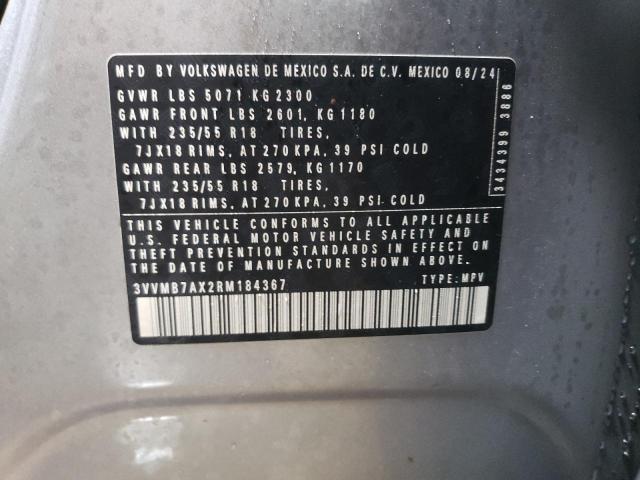 MFD BY VOLKSWAGEN DE MEXICO S.A. DE C.V. MEXICO 08/24
GVWR LBS 5071 KG 2300
GAWR FRONT LBS 2601, KG 1180
WITH 235/55 R18 TIRES,
7JX18 RIMS, AT 270 KPA, 39 PSI COLD
GAWR REAR LBS 2579, KG 1170
WITH 235/55 R18 TIRES,
7JX18 RIMS, AT 270 KPA, 39 PSI COLD
THIS VEHICLE CONFORMS TO ALL APPLICABLE
U.S. FEDERAL MOTOR VEHICLE SAFETY AND
THEFT PREVENTION STANDARDS IN EFFECT ON
THE DATE OF MANUFACTURE SHOWN ABOVE.
3VVMB7AX2RM184367 TYPE: MPV
3434399 3886